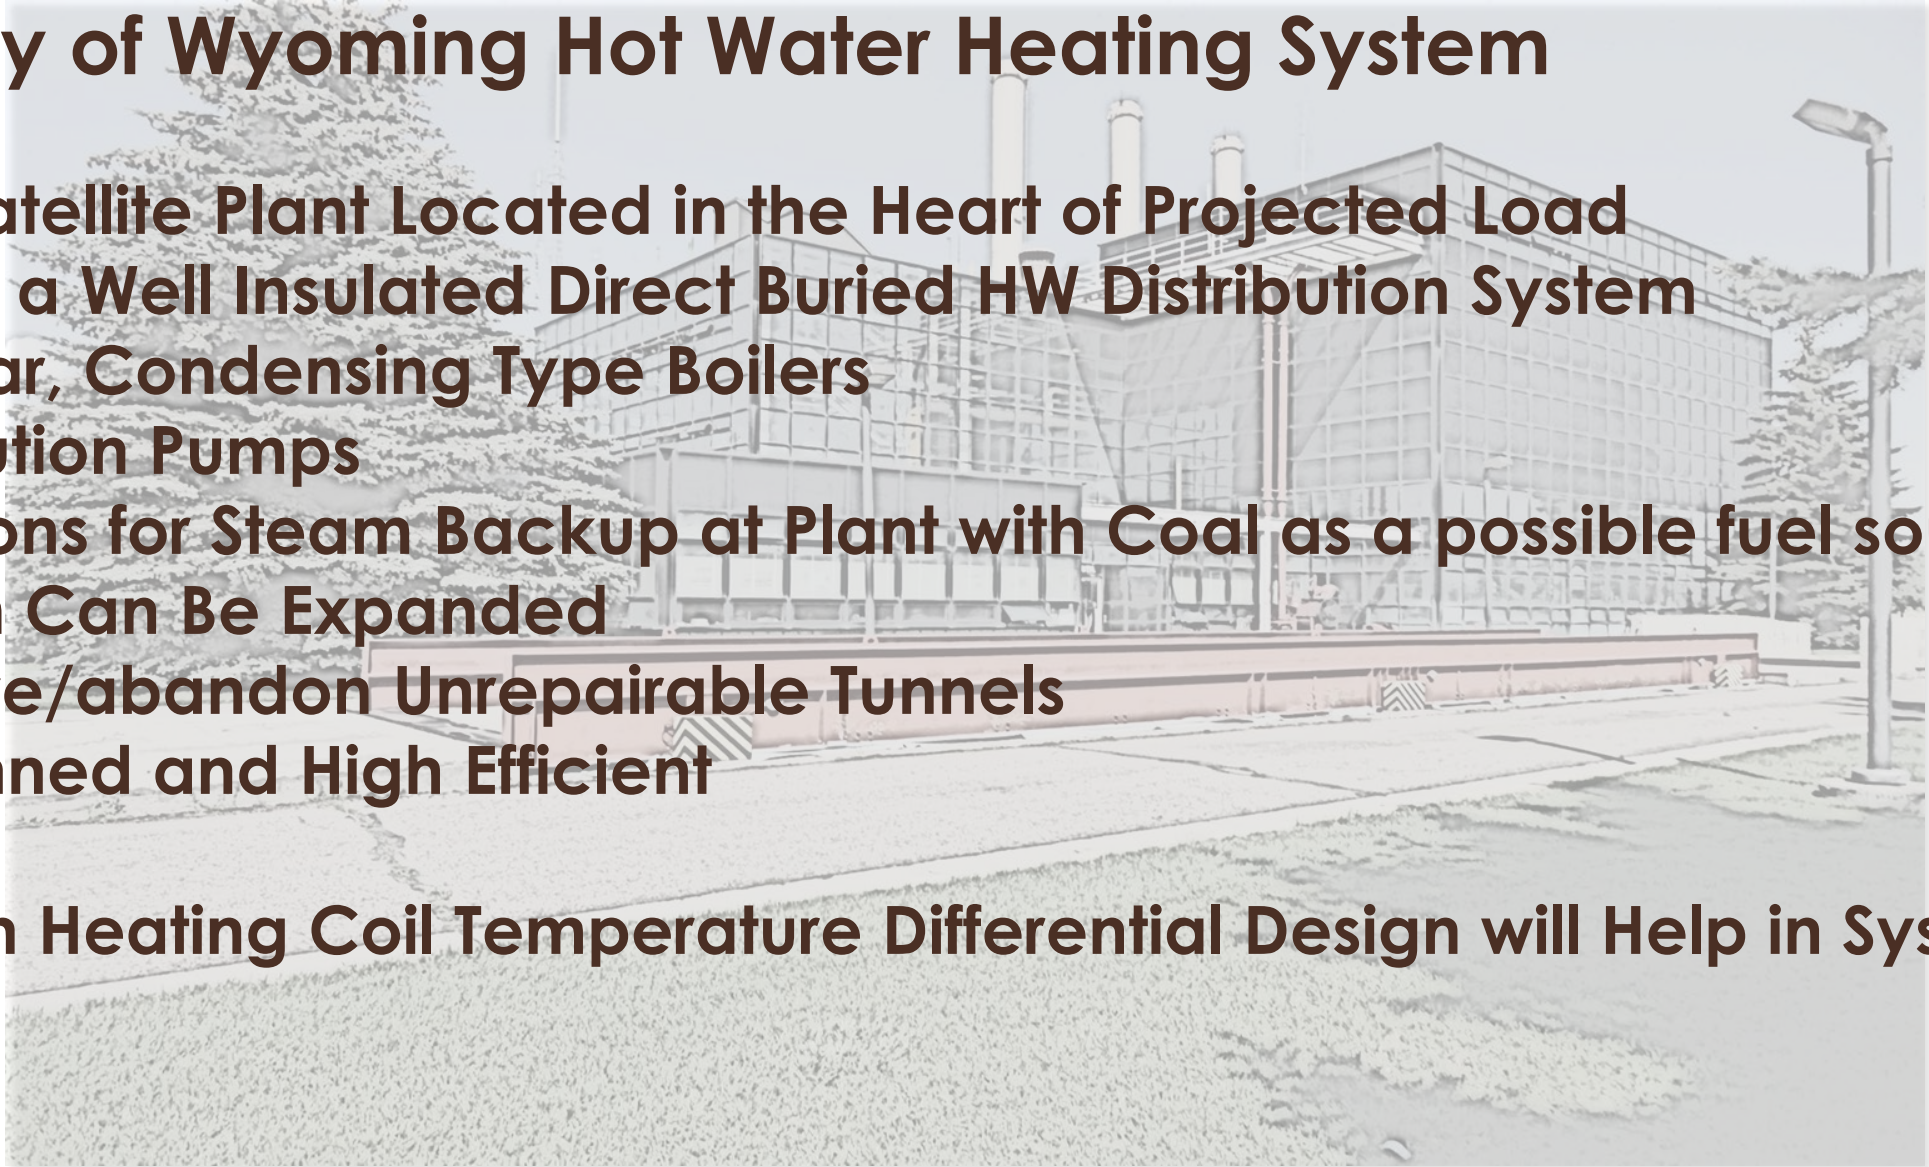 y of Wyoming Hot Water Heating System
atellite Plant Located in the Heart of Projected Load
a Well Insulated Direct Buried HW Distribution System
ar, Condensing Type Boilers
ution Pumps
ons for Steam Backup at Plant with Coal as a possible fuel so
Can Be Expanded
e/abandon Unrepairable Tunnels
ned and High Efficient
Heating Coil Temperature Differential Design will Help in Sys